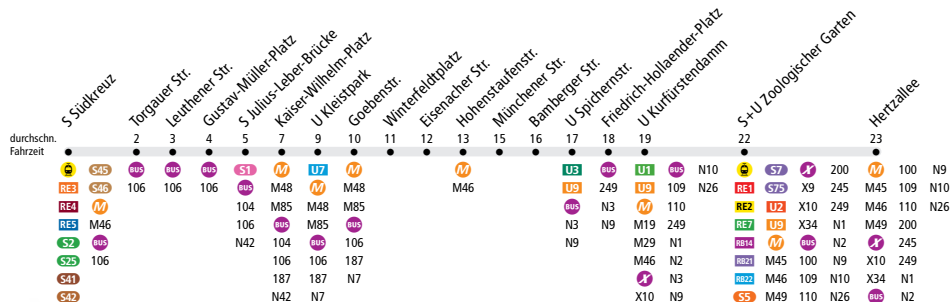 S Südkreuz
Torgauer Str.
Leuthener Str.
Gustav-Müller-Platz
S Julius-Leber-Brücke
Kaiser-Wilhelm-Platz
U Kleistpark
Goebenstr.
Winterfeldtplatz
Eisenacher Str.
Hohenstaufenstr.
Münchener Str.
Bamberger Str.
U Spichernstr.
Friedrich-Hollaender-Platz
U Kurfürstendamm
S+U Zoologischer Garten
Hertzallee
durchschn. 2 3 4 5 7 9 10 11 12 13 15 16 17 18 19 22 23
Fahrzeit
S45 BUS BUS BUS S1 M U7 M M U3 BUS U1 BUS N10 S7 X 200 M 100 N9
RE3 S46 106 106 106 BUS M48 M M48 M46 U9 249 U9 109 N26 RE1 S75 X9 245 M45 109 N10
RE4 M 104 M85 M48 M85 BUS N3 M 110 RE2 U2 X10 249 M46 110 N26
RE5 M46 106 BUS M85 BUS N3 N9 M19 249 RE7 U9 X34 N1 M49 200
S2 BUS N42 104 BUS 106 N9 M29 N1 RB14 M BUS N2 X 245
S25 106 106 106 187 M46 N2 RB21 M45 100 N9 X10 249
S41 187 187 N7 X N3 RB22 M46 109 N10 X34 N1
S42 N42 N7 X10 N9 S5 M49 110 N26 BUS N2